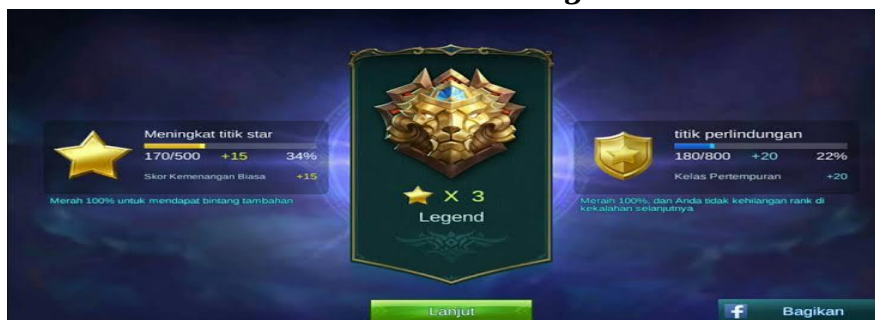 Meningkat titik star
170/500 +15 34%
Skor Kemenangan Biasa +15
Merah 100% untuk mendapat bintang tambahan
X 3
Legend
titik perlindungan
180/800 +20 22%
Kelas Pertempuran +20
Meraih 100%, dan Anda tidak kehilangan rank di
kekalahan selanjutnya
Lanjut
f Bagikan